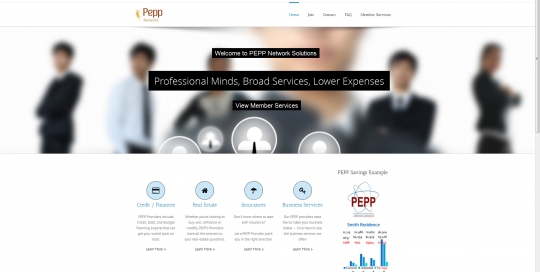 Pepp
Network
Home Join Contact FAQ Member Services
Welcome to PEPP Network Solutions
Professional Minds, Broad Services, Lower Expenses
View Member Services
PEPP Savings Example
Credit / Finances
PEPP Providers include
Credit, Debt, and Budget
Planning experts that can
get your wallet back on
track.
Learn More
Real Estate
Whether you're looking to
buy, sell, refinance or
modify, PEPP Providers
have all the answers to
your real-estate questions.
Learn More
Insurances
Don't know where to start
with insurance?
Let a PEPP Provider point
you in the right direction.
Learn More
Business Services
Our PEPP providers
like to make your business
better -- Click here to see
the business services we
offer!
Learn More
PEPP
Smith Residence